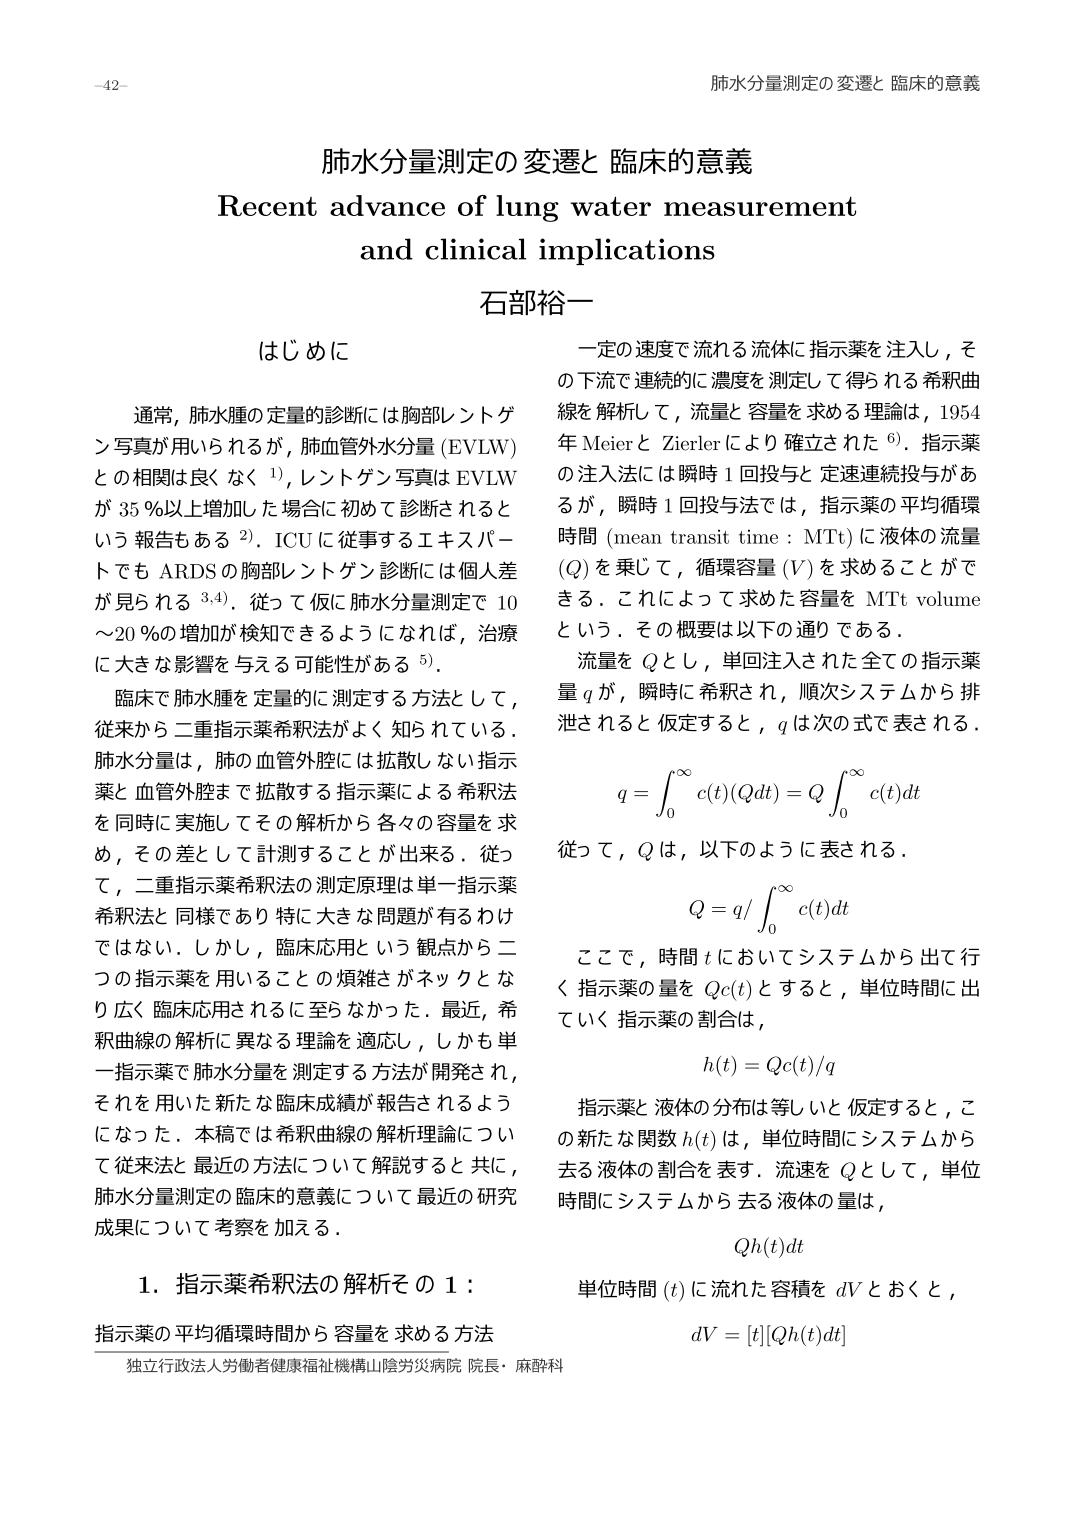 –42–
肺水分量測定の変遷と臨床的意義
肺水分量測定の変遷と臨床的意義
Recent advance of lung water measurement
and clinical implications
石部裕一
はじめに
通常，肺水腫の定量的診断には胸部レントゲ
ン写真が用いられるが，肺血管外水分量 (EVLW)
との相関は良くなく 1)，レントゲン写真は EVLW
が 35 %以上増加した場合に初めて診断されると
いう報告もある 2)．ICU に従事するエキスパー
トでも ARDS の胸部レントゲン診断には個人差
が見られる 3,4)．従って仮に肺水分量測定で 10
〜20 %の増加が検知できるようになれば，治療
に大きな影響を与える可能性がある 5)．
臨床で肺水腫を定量的に測定する方法として，
従来から二重指示薬希釈法がよく知られている．
肺水分量は，肺の血管外腔には拡散しない指示
薬と血管外腔まで拡散する指示薬による希釈法
を同時に実施してその解析から各々の容量を求
め，その差として計測することが出来る．従っ
て，二重指示薬希釈法の測定原理は単一指示薬
希釈法と同様であり特に大きな問題が有るわけ
ではない．しかし，臨床応用という観点から二
つの指示薬を用いることの煩雑さがネックとな
り広く臨床応用されるに至らなかった．最近，希
釈曲線の解析に異なる理論を適応し，しかも単
一指示薬で肺水分量を測定する方法が開発され，
それを用いた新たな臨床成績が報告されるよう
になった．本稿では希釈曲線の解析理論につい
て従来法と最近の方法について解説すると共に，
肺水分量測定の臨床的意義について最近の研究
成果について考察を加える．
1. 指示薬希釈法の解析その 1：
指示薬の平均循環時間から容量を求める方法
独立行政法人労働者健康福祉機構山陰労災病院 院長・麻酔科
一定の速度で流れる流体に指示薬を注入し，そ
の下流で連続的に濃度を測定して得られる希釈曲
線を解析して，流量と容量を求める理論は，1954
年 Meier と Zierler により確立された 6)．指示薬
の注入法には瞬時 1 回投与と定速連続投与があ
るが，瞬時 1 回投与法では，指示薬の平均循環
時間 (mean transit time : MTt) に液体の流量
(Q) を乗じて，循環容量 (V) を求めることがで
きる．これによって求めた容量を MTt volume
という．その概要は以下の通りである．
流量を Q とし，単回注入された全ての指示薬
量 q が，瞬時に希釈され，順次システムから排
泄されると仮定すると，q は次の式で表される．
q = ∫₀^∞ c(t)(Qdt) = Q ∫₀^∞ c(t)dt
従って，Q は，以下のように表される．
Q = q/ ∫₀^∞ c(t)dt
ここで，時間 t においてシステムから出て行
く指示薬の量を Qc(t) とすると，単位時間に出
ていく指示薬の割合は，
h(t) = Qc(t)/q
指示薬と液体の分布は等しいと仮定すると，こ
の新たな関数 h(t) は，単位時間にシステムから
去る液体の割合を表す．流速を Q として，単位
時間にシステムから去る液体の量は，
Qh(t)dt
単位時間 (t) に流れた容積を dV とおくと，
dV = [t][Qh(t)dt]